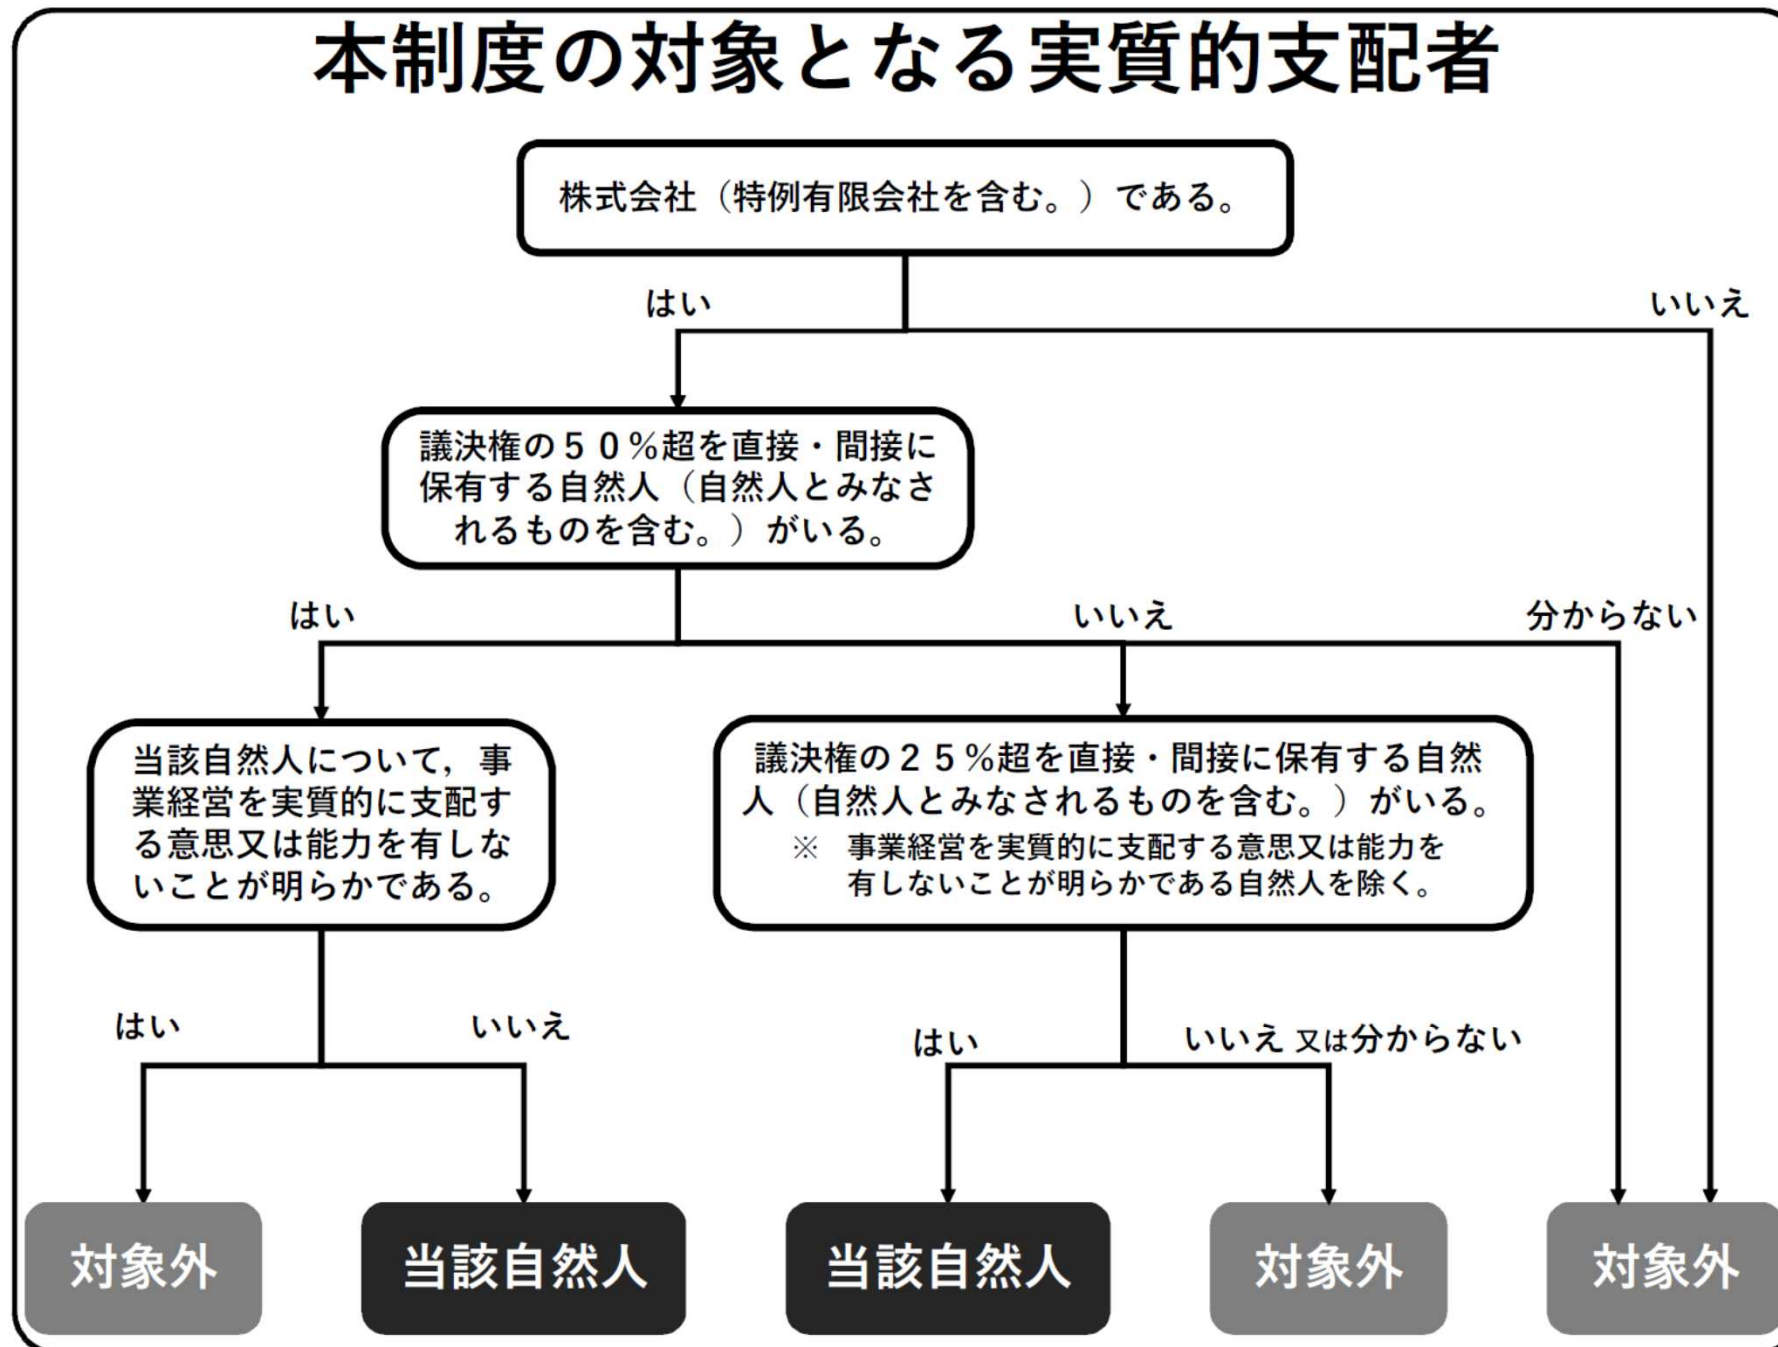 本制度の対象となる実質的支配者
株式会社（特例有限会社を含む。）である。
はい
いいえ
議決権の５０％超を直接・間接に
保有する自然人（自然人とみなさ
れるものを含む。）がいる。
はい
いいえ
分からない
当該自然人について，事
業経営を実質的に支配す
る意思又は能力を有しな
いことが明らかである。
議決権の２５％超を直接・間接に保有する自然
人（自然人とみなされるものを含む。）がいる。
※　事業経営を実質的に支配する意思又は能力を
有しないことが明らかである自然人を除く。
はい
いいえ
はい
いいえ 又は分からない
対象外
当該自然人
当該自然人
対象外
対象外